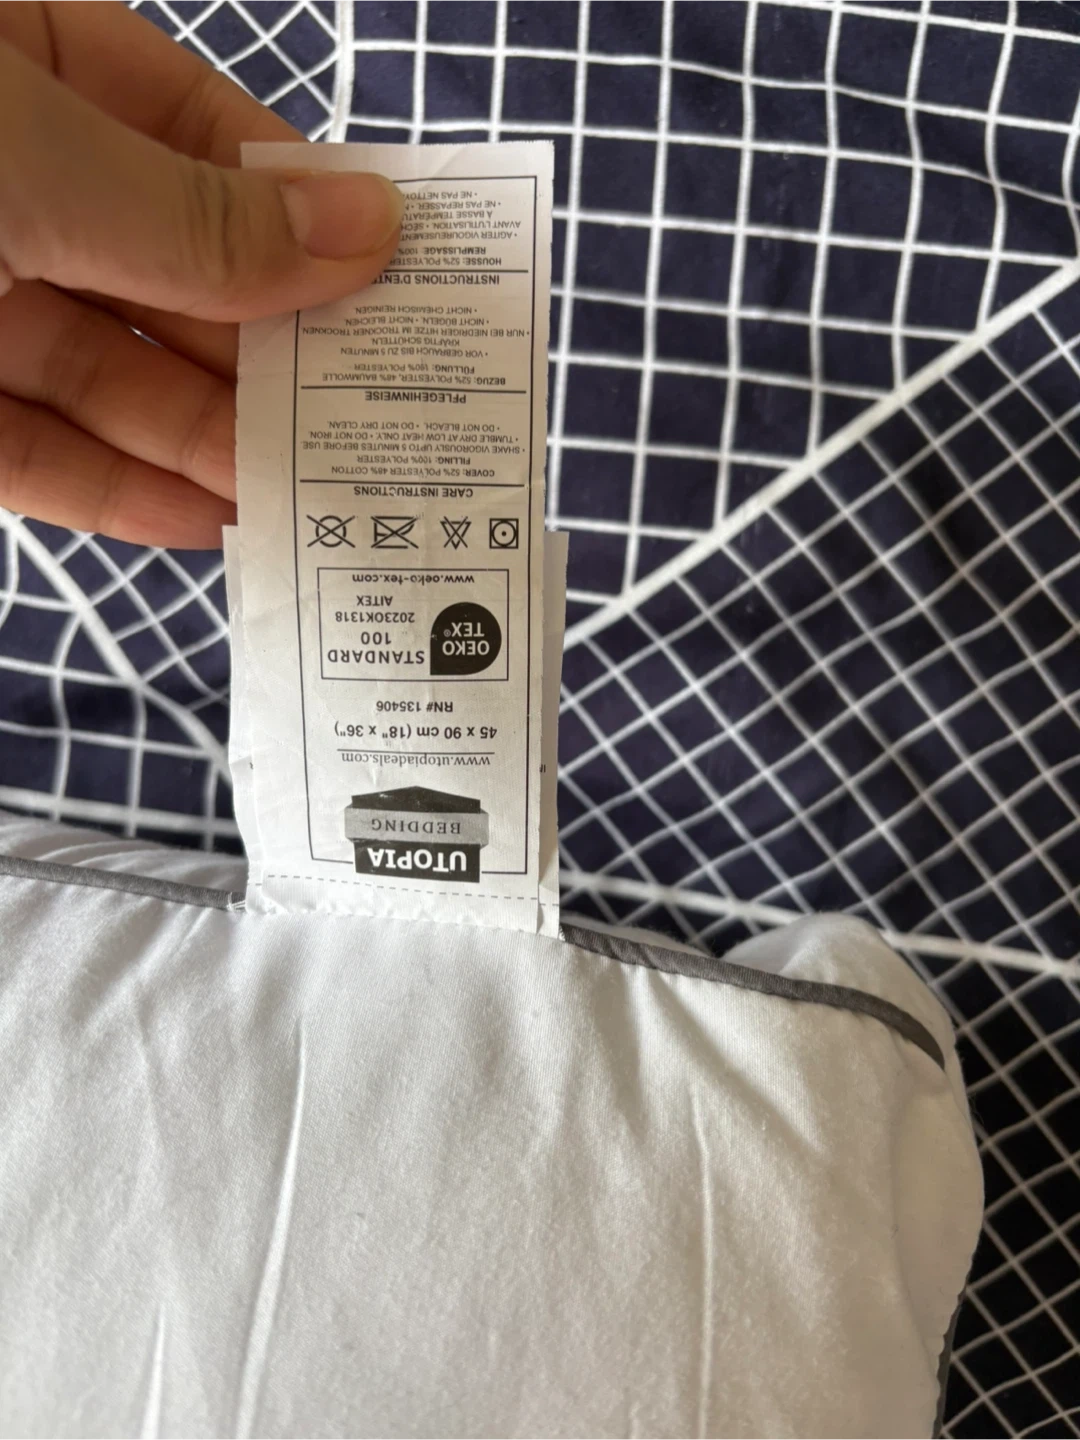 UTOPIA
BEDDING
www.utopiadeals.com
45 x 90 cm (18" x 36")
RN# 135406
OEKO
TEX®
STANDARD
100
2023OK1318
AITEX
www.oeko-tex.com
CARE INSTRUCTIONS
COVER: 52% POLYESTER 48% COTTON
FILLING: 100% POLYESTER
• SHAKE VIGOROUSLY UPTO 5 MINUTES BEFORE USE
• TUMBLE DRY AT LOW HEAT ONLY. • DO NOT IRON.
• DO NOT BLEACH. • DO NOT DRY CLEAN.
PFLEGEHINWEISE
BEZUG: 52% POLYESTER, 48% BAUMWOLLE
FÜLLUNG: 100% POLYESTER
• VOR GEBRAUCH BIS ZU 5 MINUTEN
KRÄFTIG SCHÜTTELN
• NUR BEI NIEDRIGER HITZE IM TROCKNER TROCKNEN
• NICHT BÜGELN. • NICHT BLEICHEN.
• NICHT CHEMISCH REINIGEN.
INSTRUCTIONS D'ENT
HOUSSE: 52% POLYESTER
REMPLISSAGE: 100%
• AGITER VIGOUREUSEMENT
AVANT L'UTILISATION • SÉCH
À BASSE TEMPÉRATU
• NE PAS REPASSER. •
• NE PAS NETTOY